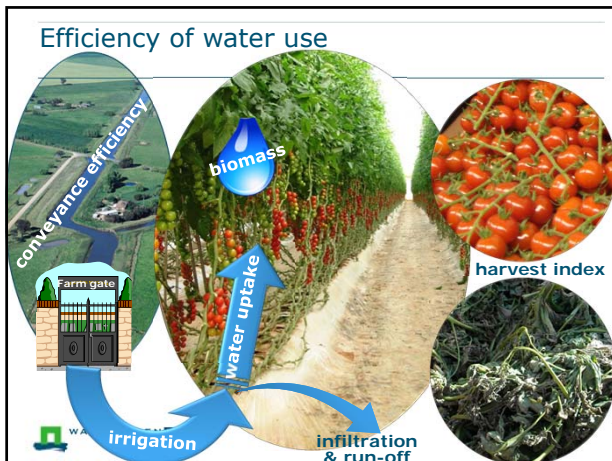 Efficiency of water use
conveyance efficiency
Farm gate
irrigation
water uptake
biomass
infiltration
& run-off
harvest index